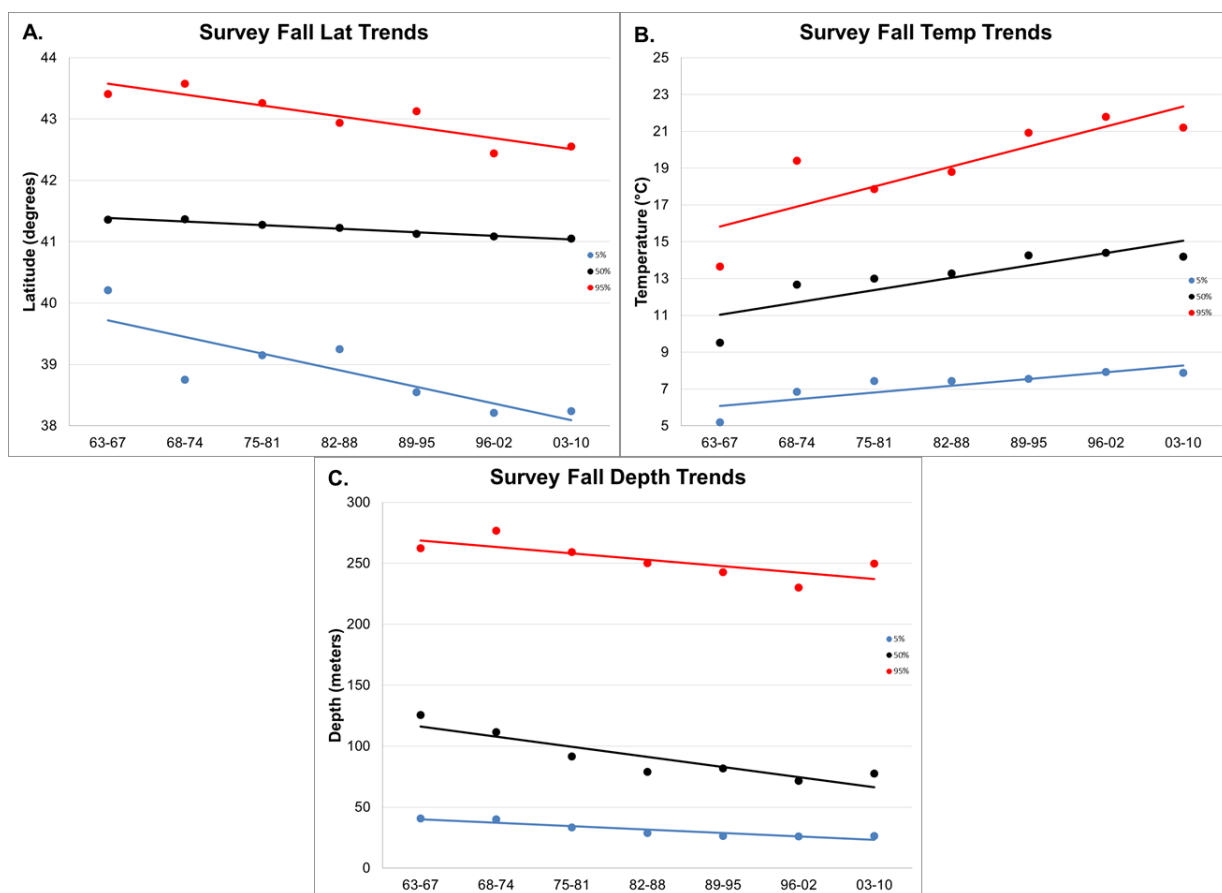 A.
Survey Fall Lat Trends
44
43
42
41
40
39
38
Latitude (degrees)
5%
50%
95%
63-67 68-74 75-81 82-88 89-95 96-02 03-10
B.
Survey Fall Temp Trends
25
23
21
19
17
15
13
11
9
7
5
Temperature (°C)
5%
50%
95%
63-67 68-74 75-81 82-88 89-95 96-02 03-10
C.
Survey Fall Depth Trends
300
250
200
150
100
50
0
Depth (meters)
5%
50%
95%
63-67 68-74 75-81 82-88 89-95 96-02 03-10